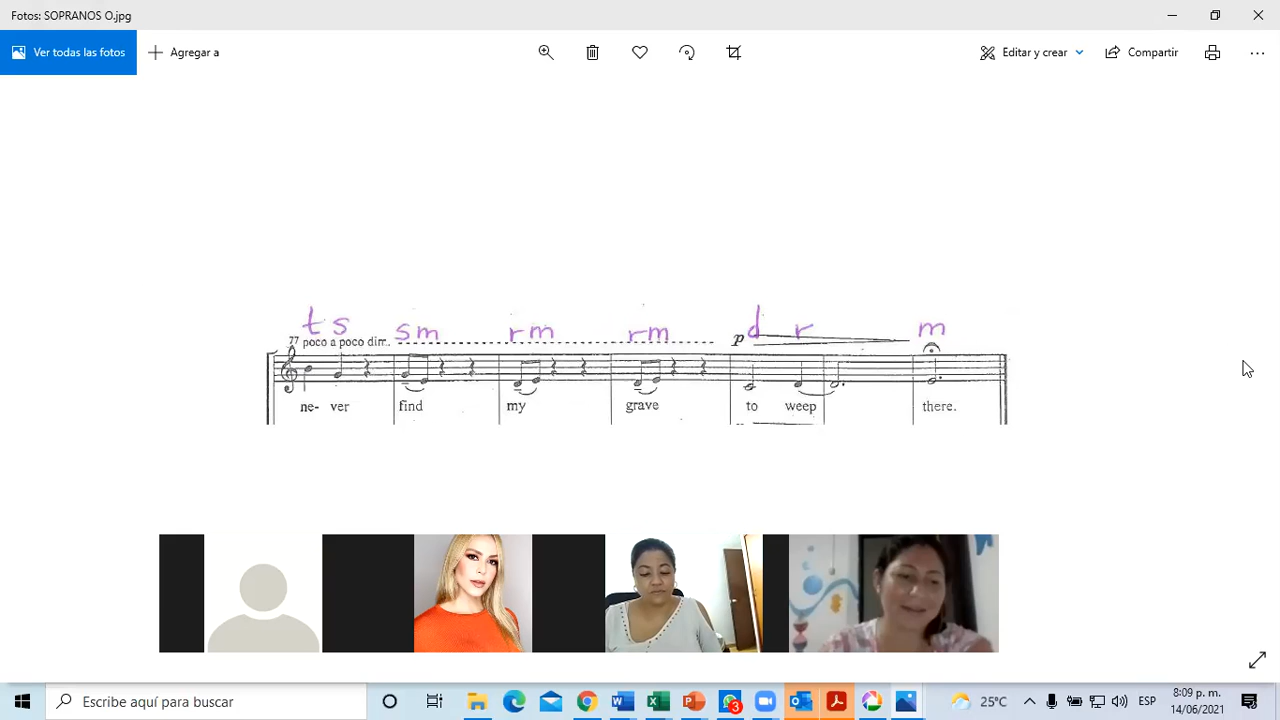 Fotos: SOPRANOS O.jpg
Ver todas las fotos
Agregar a
Editar y crear
Compartir
t s s m r m r m d r m
77 poco a poco dim. p
ne- ver find my grave to weep there.
Escribe aquí para buscar
3
25°C
ESP
8:09 p. m.
14/06/2021